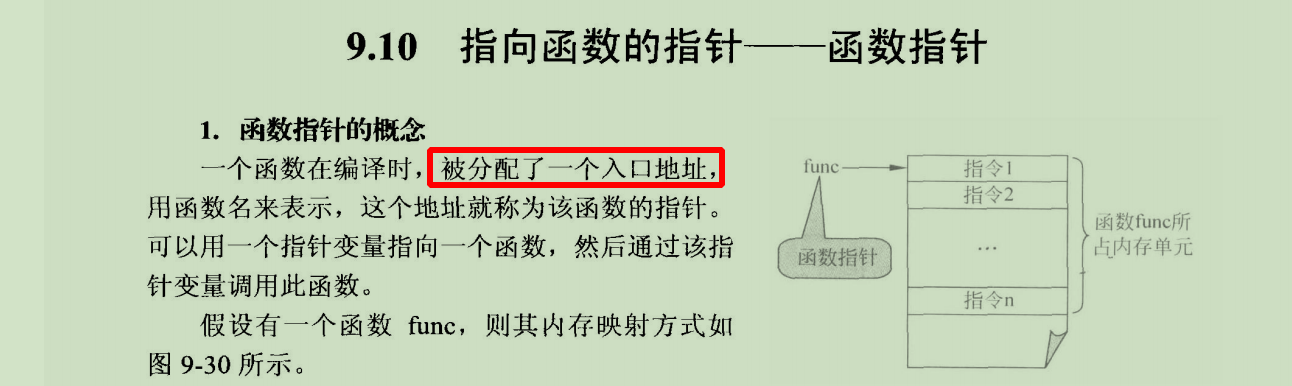 9.10 指向函数的指针——函数指针
1. 函数指针的概念
一个函数在编译时，被分配了一个入口地址，
用函数名来表示，这个地址就称为该函数的指针。
可以用一个指针变量指向一个函数，然后通过该指
针变量调用此函数。
假设有一个函数 func，则其内存映射方式如
图 9-30 所示。
func
函数指针
指令1
指令2
…
指令n
函数func所
占内存单元